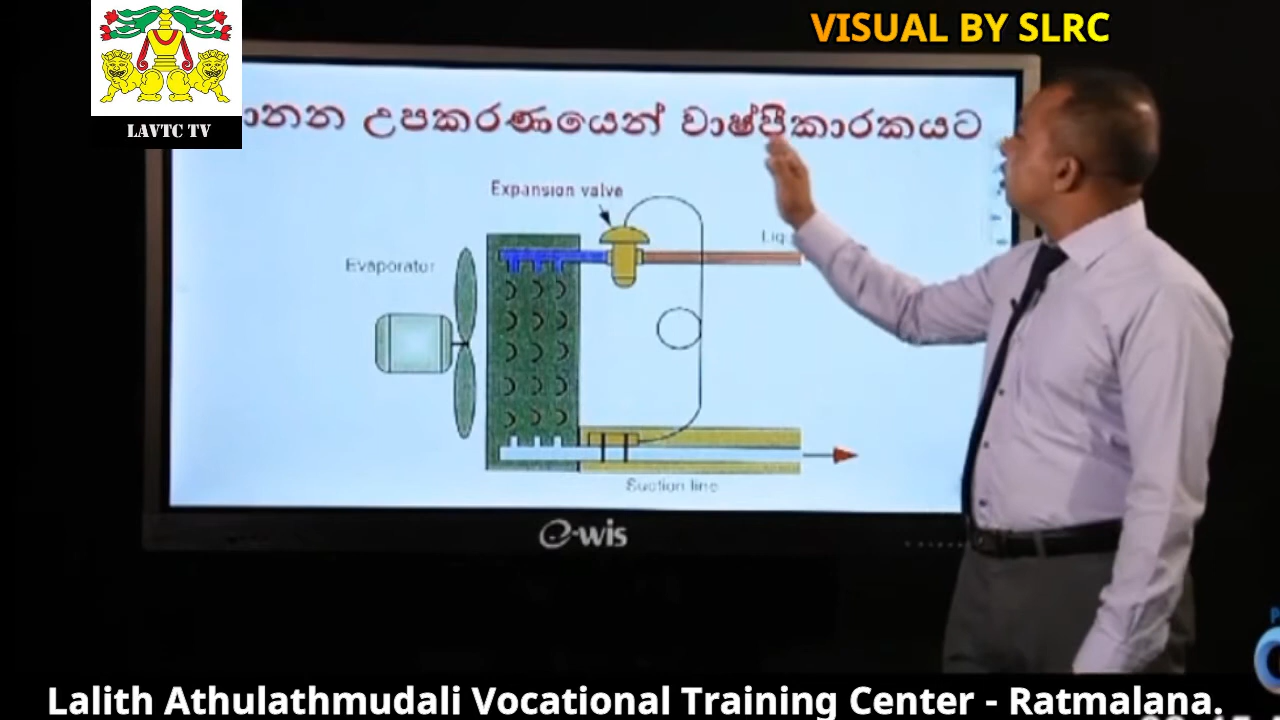 VISUAL BY SLRC
LAVTC TV
උපකරණයෙන් වාෂ්පීකාරකයට
Expansion valve
Evaporator
Suction line
e-wis
Lalith Athulathmudali Vocational Training Center - Ratmalana.